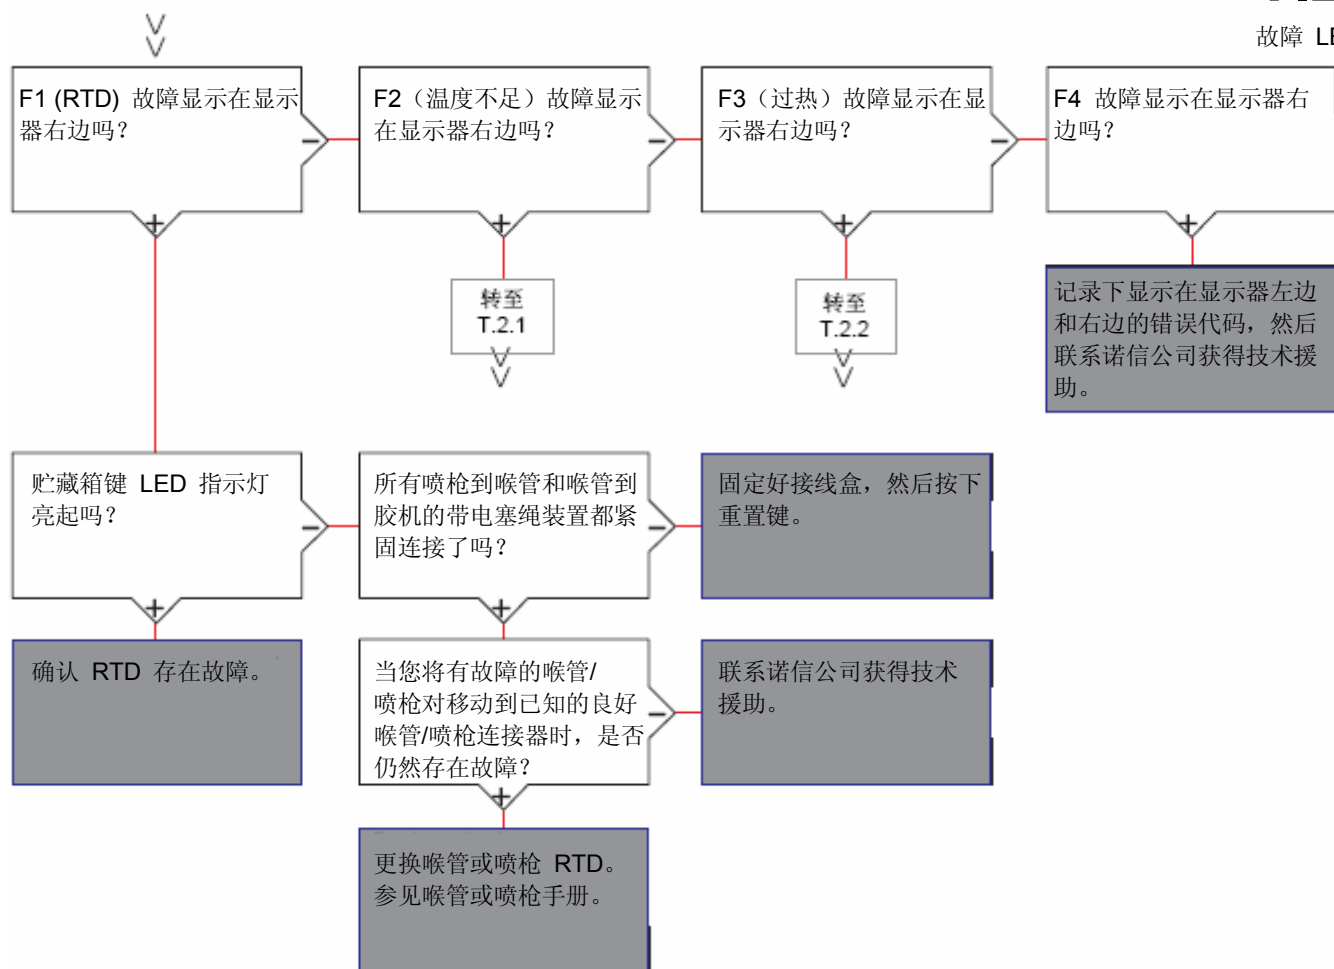 故障 LE
F1 (RTD) 故障显示在显示
器右边吗？
F2（温度不足）故障显示
在显示器右边吗？
F3（过热）故障显示在显
示器右边吗？
F4 故障显示在显示器右
边吗？
转至
T.2.1
转至
T.2.2
记录下显示在显示器左边
和右边的错误代码，然后
联系诺信公司获得技术援
助。
贮藏箱键 LED 指示灯
亮起吗？
所有喷枪到喉管和喉管到
胶机的带电塞绳装置都紧
固连接了吗？
固定好接线盒，然后按下
重置键。
确认 RTD 存在故障。
当您将有故障的喉管/
喷枪对移动到已知的良好
喉管/喷枪连接器时，是否
仍然存在故障？
联系诺信公司获得技术
援助。
更换喉管或喷枪 RTD。
参见喉管或喷枪手册。